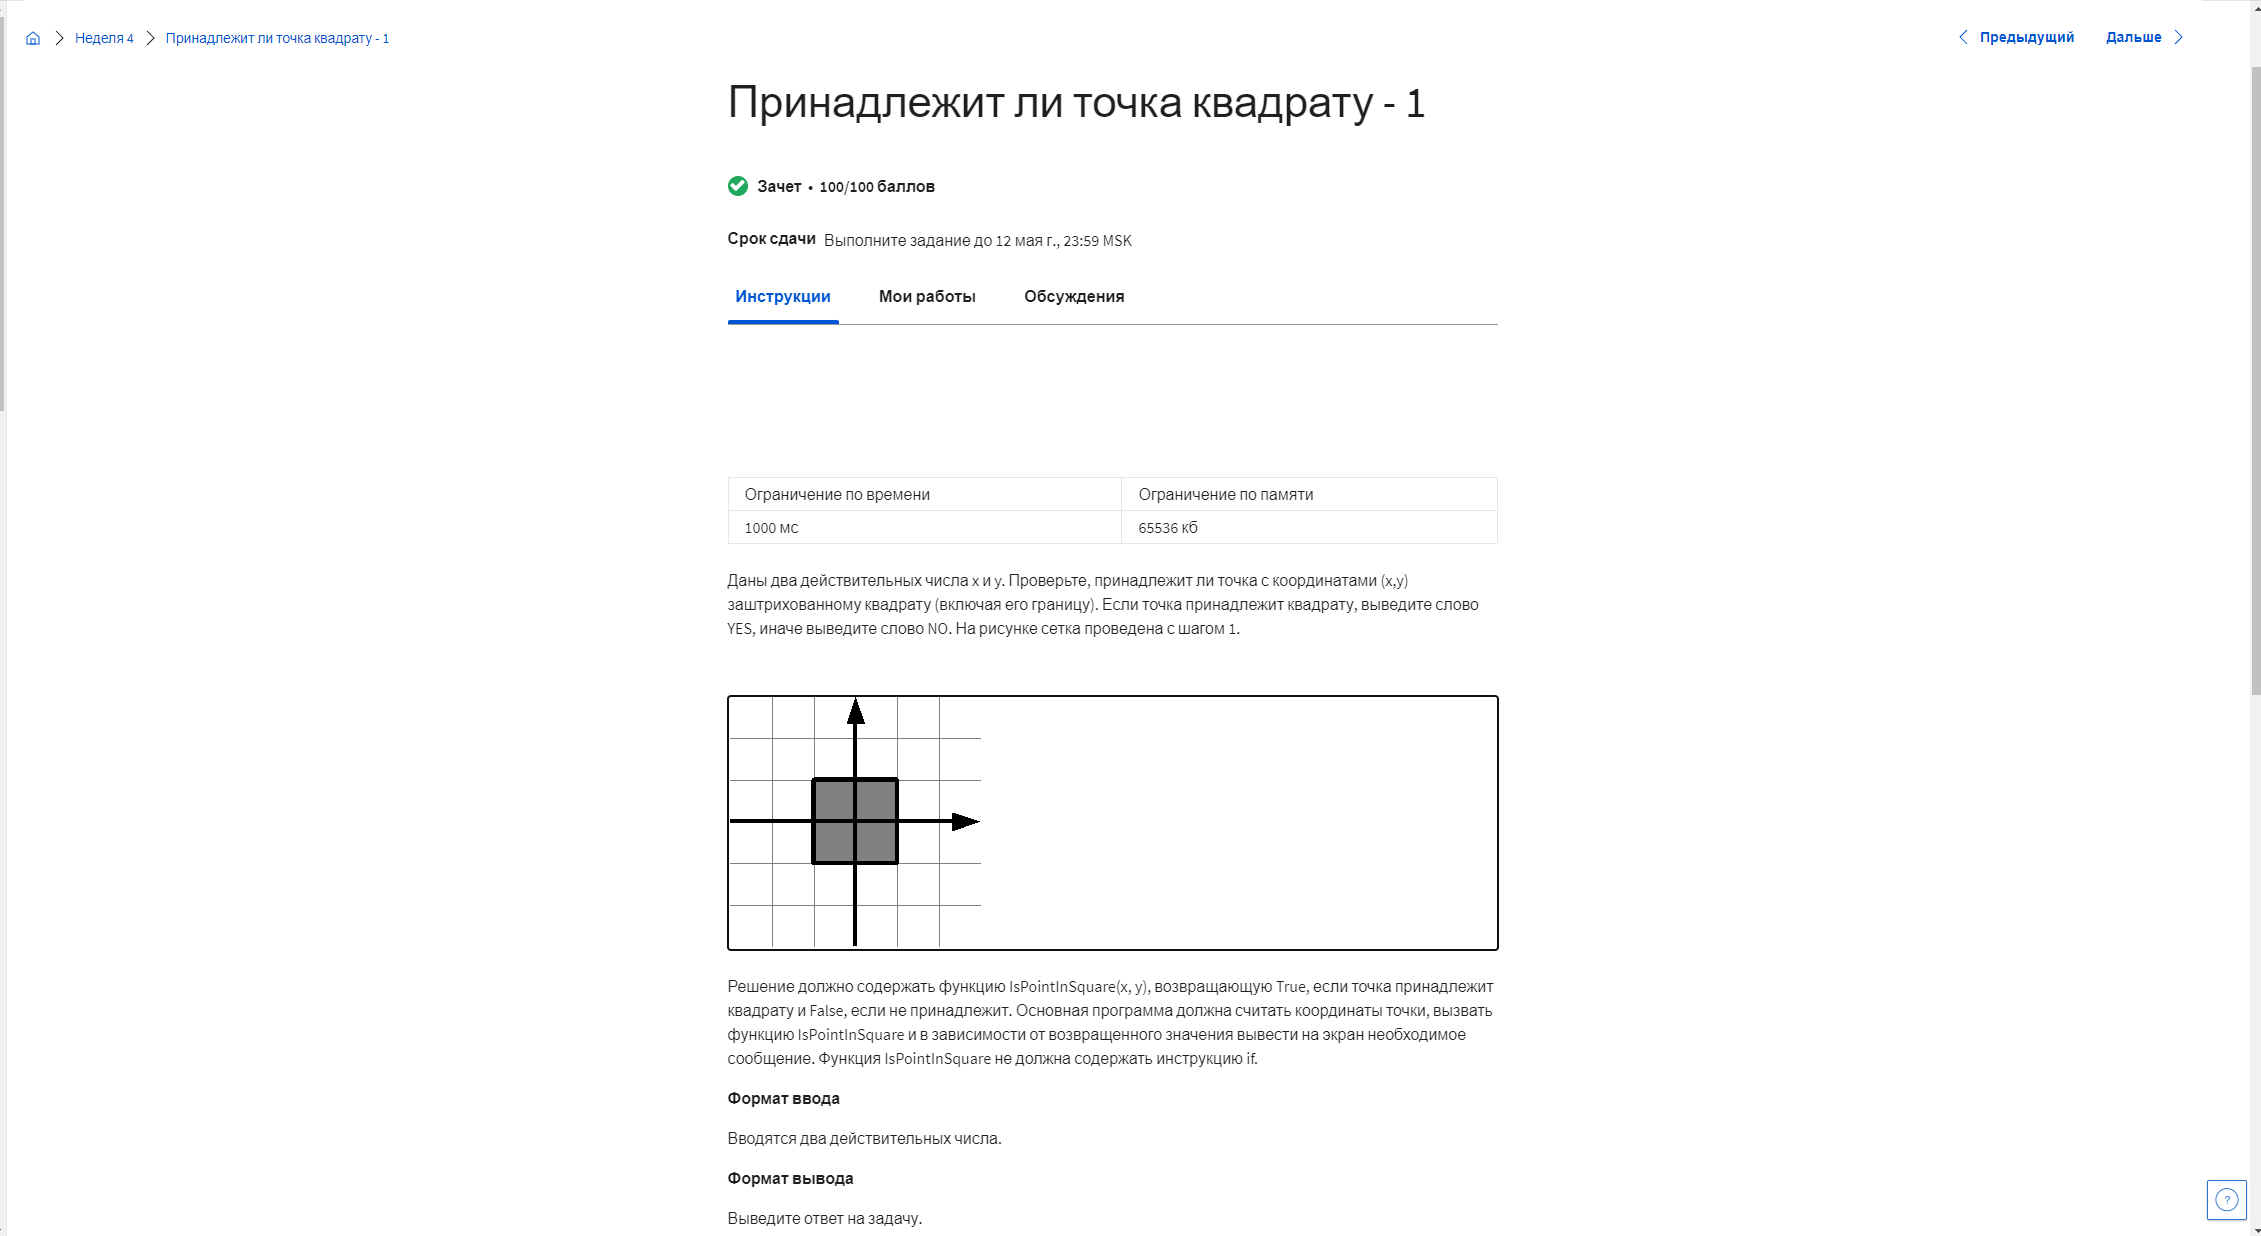 Неделя 4 Принадлежит ли точка квадрату - 1
Предыдущий Дальше
Принадлежит ли точка квадрату - 1
Зачет • 100/100 баллов
Срок сдачи Выполните задание до 12 мая г., 23:59 MSK
Инструкции Мои работы Обсуждения
Ограничение по времени Ограничение по памяти
1000 мс 65536 кб
Даны два действительных числа x и y. Проверьте, принадлежит ли точка с координатами (x,y)
заштрихованному квадрату (включая его границу). Если точка принадлежит квадрату, выведите слово
YES, иначе выведите слово NO. На рисунке сетка проведена с шагом 1.
Решение должно содержать функцию IsPointInSquare(x, y), возвращающую True, если точка принадлежит
квадрату и False, если не принадлежит. Основная программа должна считать координаты точки, вызвать
функцию IsPointInSquare и в зависимости от возвращенного значения вывести на экран необходимое
сообщение. Функция IsPointInSquare не должна содержать инструкцию if.
Формат ввода
Вводятся два действительных числа.
Формат вывода
Выведите ответ на задачу.
?